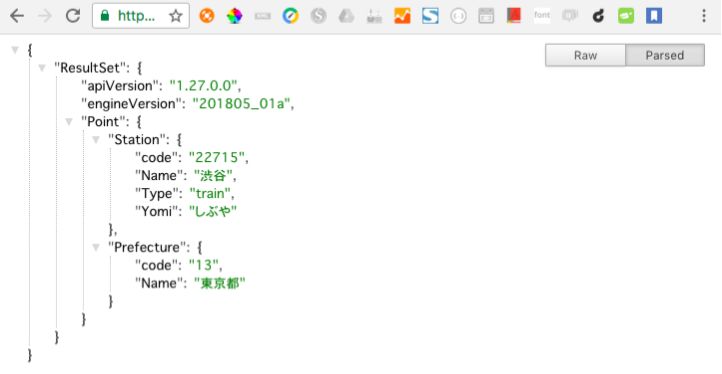 https...
Raw
Parsed
{
"ResultSet": {
"apiVersion": "1.27.0.0",
"engineVersion": "201805_01a",
"Point": {
"Station": {
"code": "22715",
"Name": "渋谷",
"Type": "train",
"Yomi": "しぶや"
},
"Prefecture": {
"code": "13",
"Name": "東京都"
}
}
}
}
font